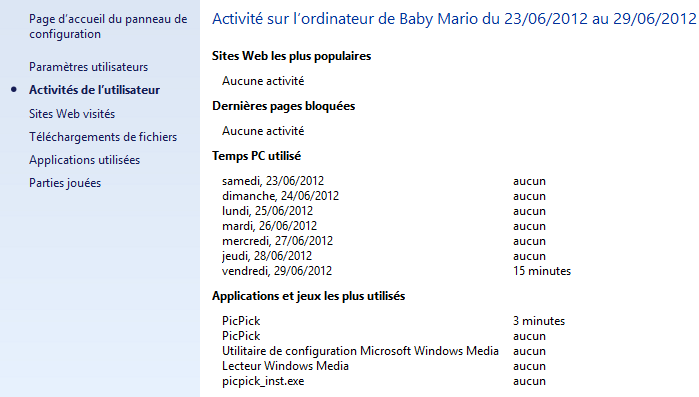 Page d'accueil du panneau de
configuration
Paramètres utilisateurs
Activités de l'utilisateur
Sites Web visités
Téléchargements de fichiers
Applications utilisées
Parties jouées
Activité sur l'ordinateur de Baby Mario du 23/06/2012 au 29/06/2012
Sites Web les plus populaires
Aucune activité
Dernières pages bloquées
Aucune activité
Temps PC utilisé
samedi, 23/06/2012 aucun
dimanche, 24/06/2012 aucun
lundi, 25/06/2012 aucun
mardi, 26/06/2012 aucun
mercredi, 27/06/2012 aucun
jeudi, 28/06/2012 aucun
vendredi, 29/06/2012 15 minutes
Applications et jeux les plus utilisés
PicPick 3 minutes
PicPick aucun
Utilitaire de configuration Microsoft Windows Media aucun
Lecteur Windows Media aucun
picpick_inst.exe aucun